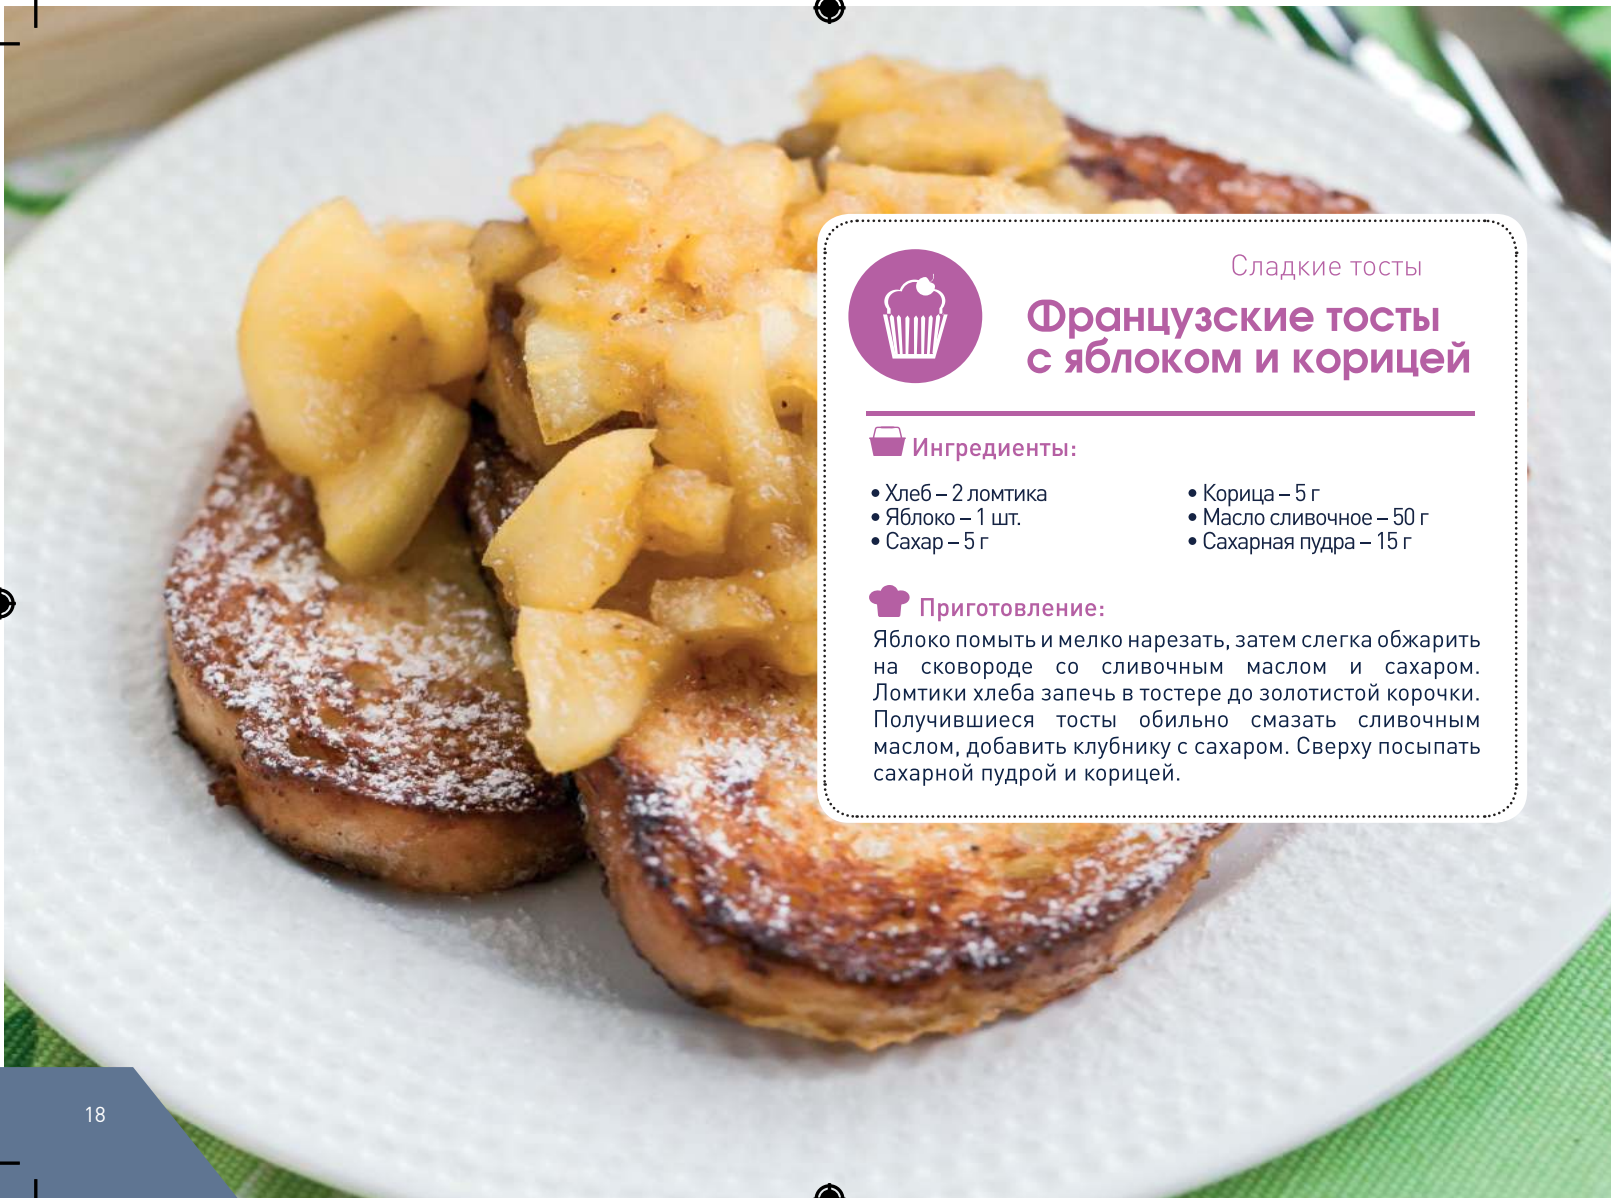 Сладкие тосты
Французские тосты
с яблоком и корицей
Ингредиенты:
• Хлеб – 2 ломтика
• Яблоко – 1 шт.
• Сахар – 5 г
• Корица – 5 г
• Масло сливочное – 50 г
• Сахарная пудра – 15 г
Приготовление:
Яблоко помыть и мелко нарезать, затем слегка обжарить
на сковороде со сливочным маслом и сахаром.
Ломтики хлеба запечь в тостере до золотистой корочки.
Получившиеся тосты обильно смазать сливочным
маслом, добавить клубнику с сахаром. Сверху посыпать
сахарной пудрой и корицей.
18